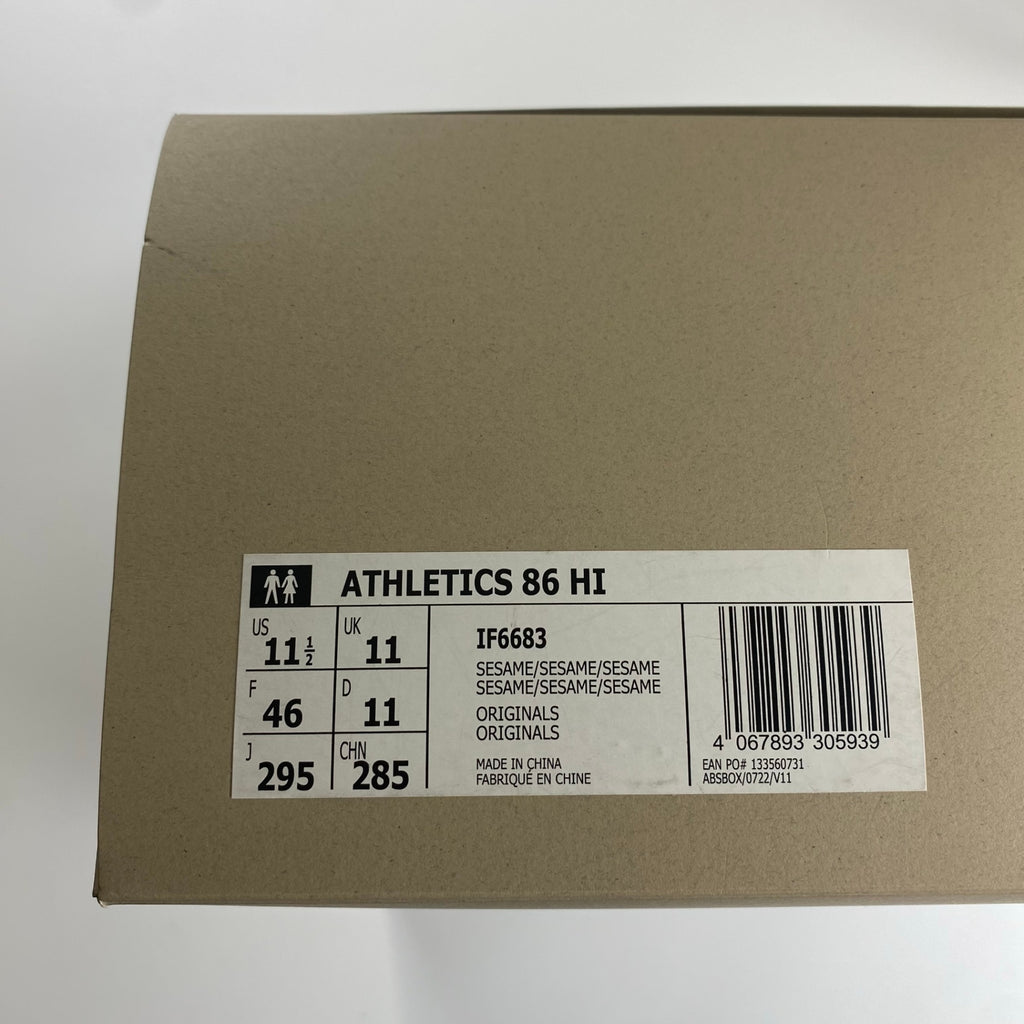 ATHLETICS 86 HI
US 11 1/2
UK 11
F 46
D 11
J 295
CHN 285
IF6683
SESAME/SESAME/SESAME
SESAME/SESAME/SESAME
ORIGINALS
ORIGINALS
MADE IN CHINA
FABRIQUÉ EN CHINE
4 067893 305939
EAN PO# 133560731
ABSBOX/0722/V11